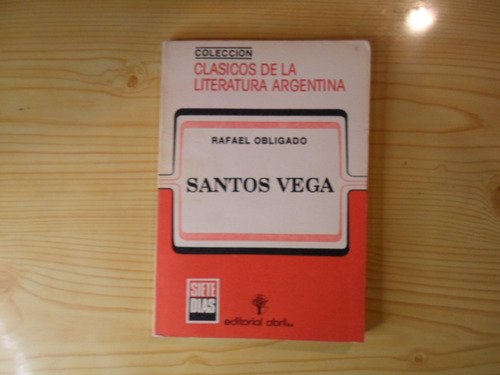 COLECCION
CLASICOS DE LA
LITERATURA ARGENTINA
RAFAEL OBLIGADO
SANTOS VEGA
SIETE
DIAS
editorial abril